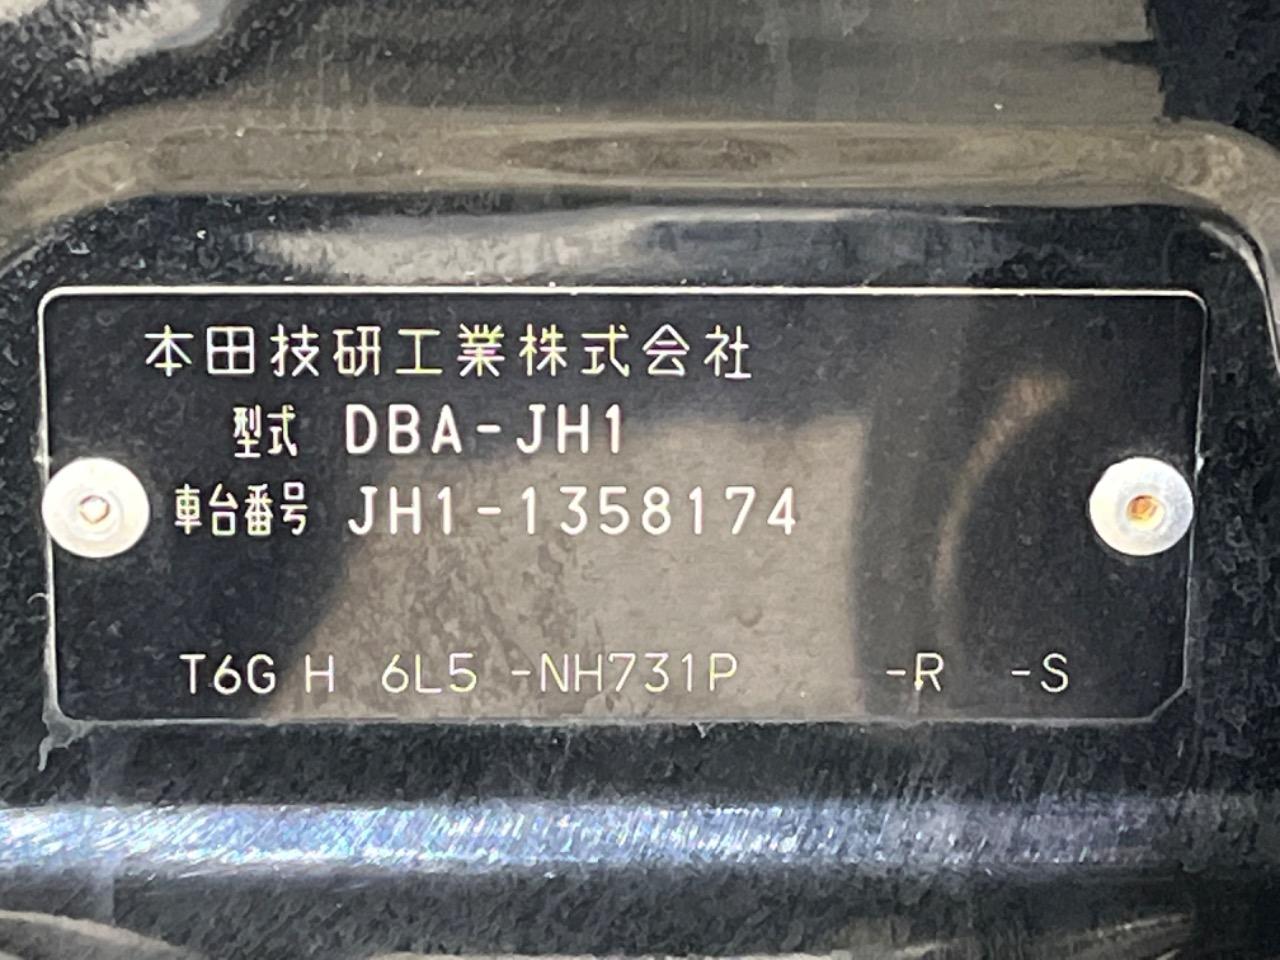 本田技研工業株式会社
型式 DBA-JH1
車台番号 JH1-1358174
T6G H 6L5 -NH731P -R -S